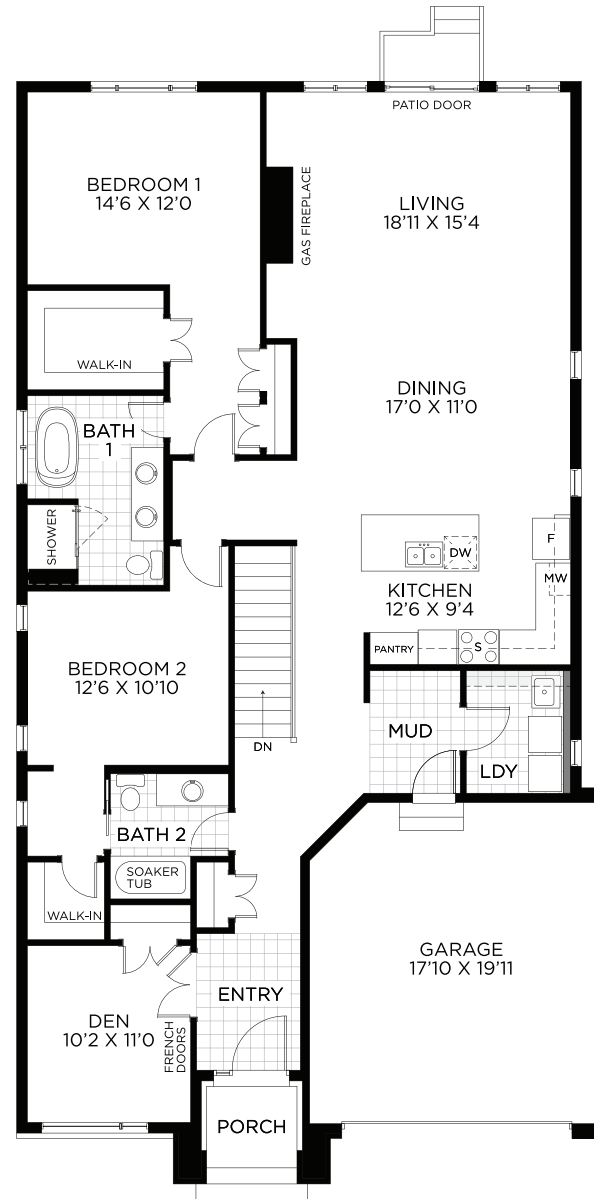 PATIO DOOR
BEDROOM 1
14'6 X 12'0
GAS FIREPLACE
LIVING
18'11 X 15'4
WALK-IN
DINING
17'0 X 11'0
BATH
1
SHOWER
DW
F
MW
KITCHEN
12'6 X 9'4
PANTRY
S
BEDROOM 2
12'6 X 10'10
DN
MUD
LDY
BATH 2
SOAKER
TUB
WALK-IN
GARAGE
17'10 X 19'11
ENTRY
DEN
10'2 X 11'0
FRENCH
DOORS
PORCH